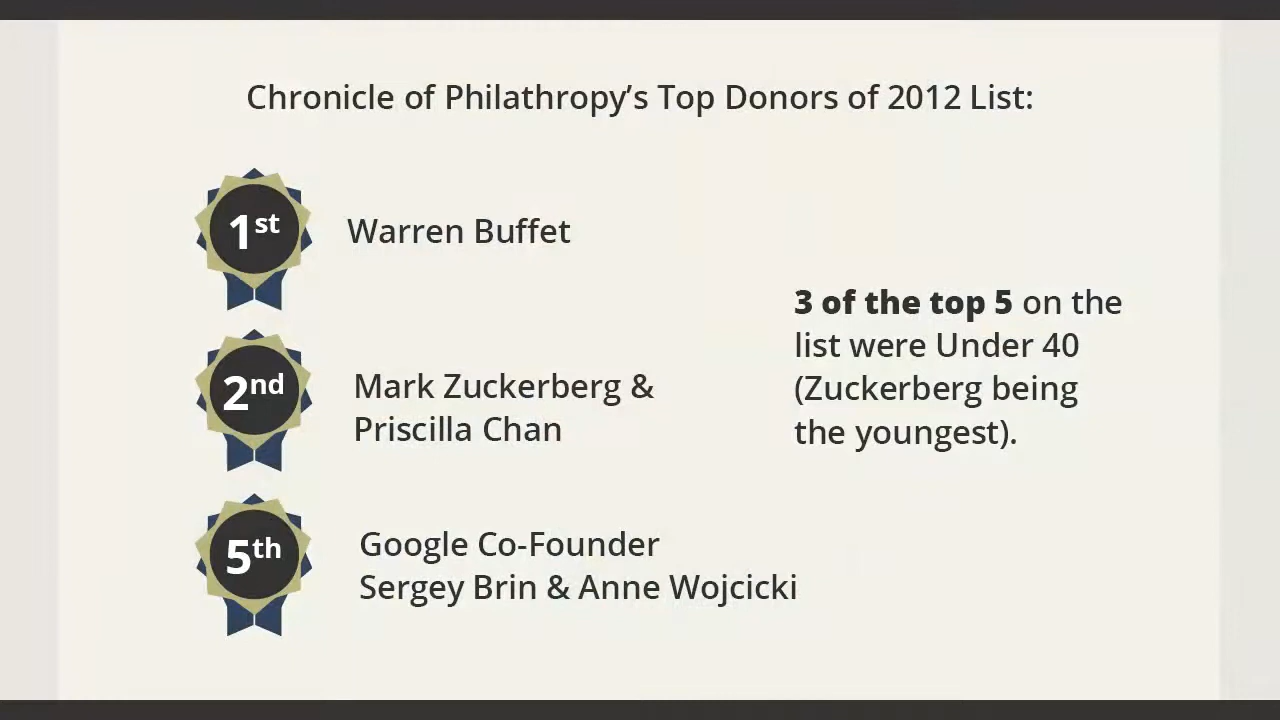 Chronicle of Philathropy's Top Donors of 2012 List:
1st
Warren Buffet
2nd
Mark Zuckerberg &
Priscilla Chan
5th
Google Co-Founder
Sergey Brin & Anne Wojcicki
3 of the top 5 on the
list were Under 40
(Zuckerberg being
the youngest).